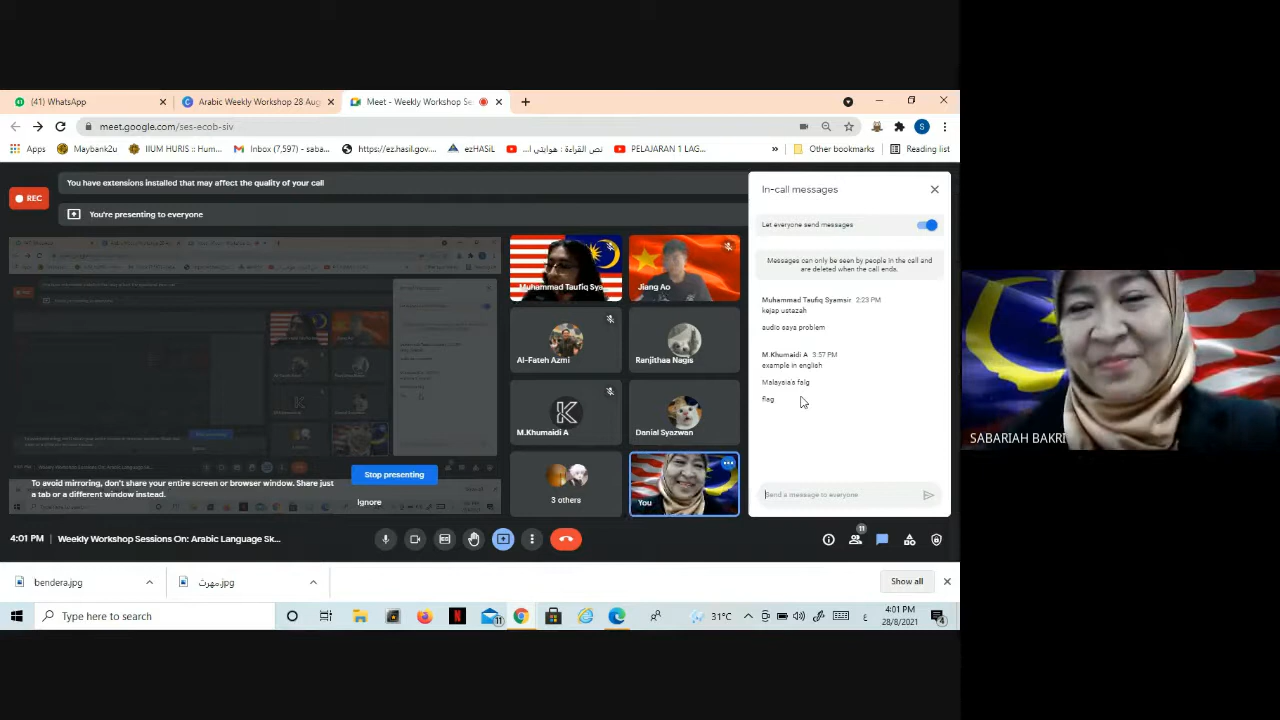 (41) WhatsApp
Arabic Weekly Workshop 28 Aug
Meet - Weekly Workshop Se
meet.google.com/ses-ecob-siv
S
Apps
Maybank2u
IIUM HURIS :: Hum...
Inbox (7,597) - saba...
https://ez.hasil.gov....
ezHASiL
نص القراءة : هوايتي ا...
PELAJARAN 1 LAG...
»
Other bookmarks
Reading list
REC
You have extensions installed that may affect the quality of your call
You're presenting to everyone
To avoid mirroring, don't share your entire screen or browser window. Share just
a tab or a different window instead.
Stop presenting
Ignore
Muhammad Taufiq Sya...
Jiang Ao
Al-Fateh Azmi
Ranjithaa Nagis
K
M.Khumaidi A
Danial Syazwan
3 others
You
In-call messages
Let everyone send messages
Messages can only be seen by people in the call and
are deleted when the call ends.
Muhammad Taufiq Syamsir 2:23 PM
kejap ustazah
audio saya problem
M.Khumaidi A 3:57 PM
example in english
Malaysia's falg
flag
Send a message to everyone
SABARIAH BAKRI
4:01 PM
Weekly Workshop Sessions On: Arabic Language Sk...
11
bendera.jpg
مهرت.jpg
Show all
Type here to search
11
31°C
ع
4:01 PM
28/8/2021
4